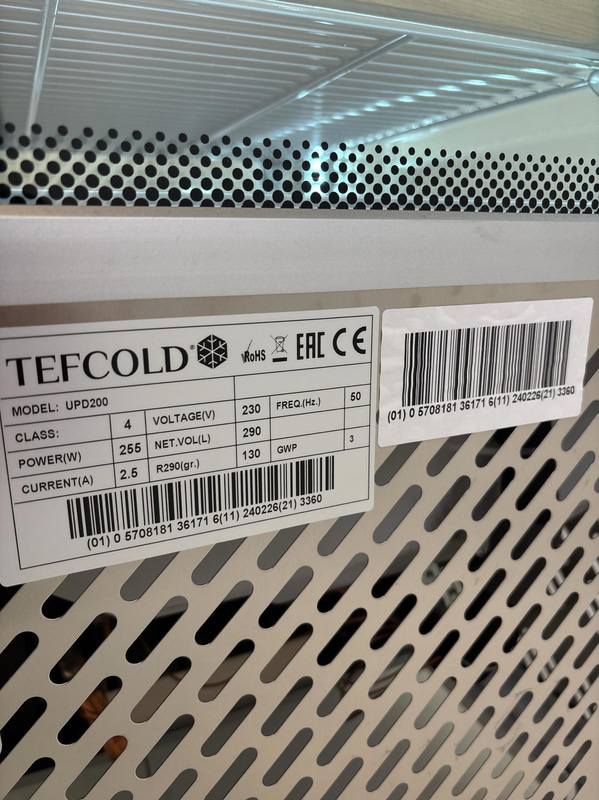 TEFCOLD®
RoHS EAC CE
MODEL: UPD200
CLASS: 4 VOLTAGE(V) 230 FREQ.(Hz.) 50
POWER(W) 255 NET.VOL(L) 290
CURRENT(A) 2.5 R290(gr.) 130 GWP 3
(01) 0 5708181 36171 6(11) 240226(21) 3360
(01) 0 5708181 36171 6(11) 240226(21) 3360